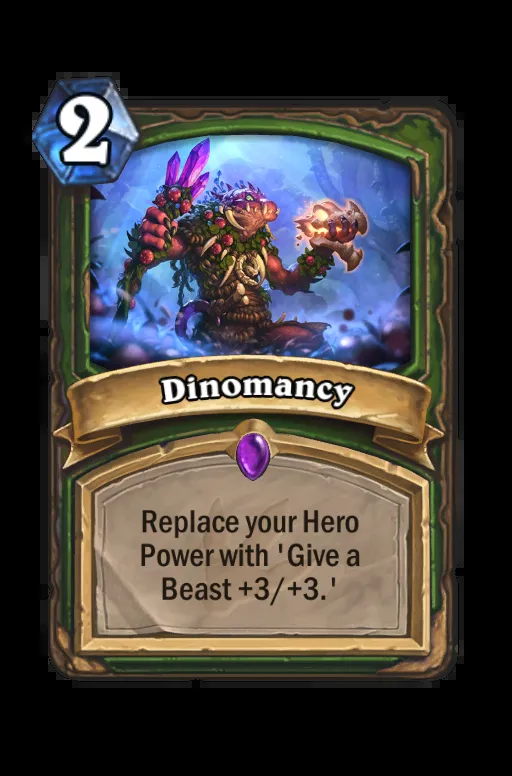 2
Dinomancy
Replace your Hero
Power with 'Give a
Beast +3/+3.'